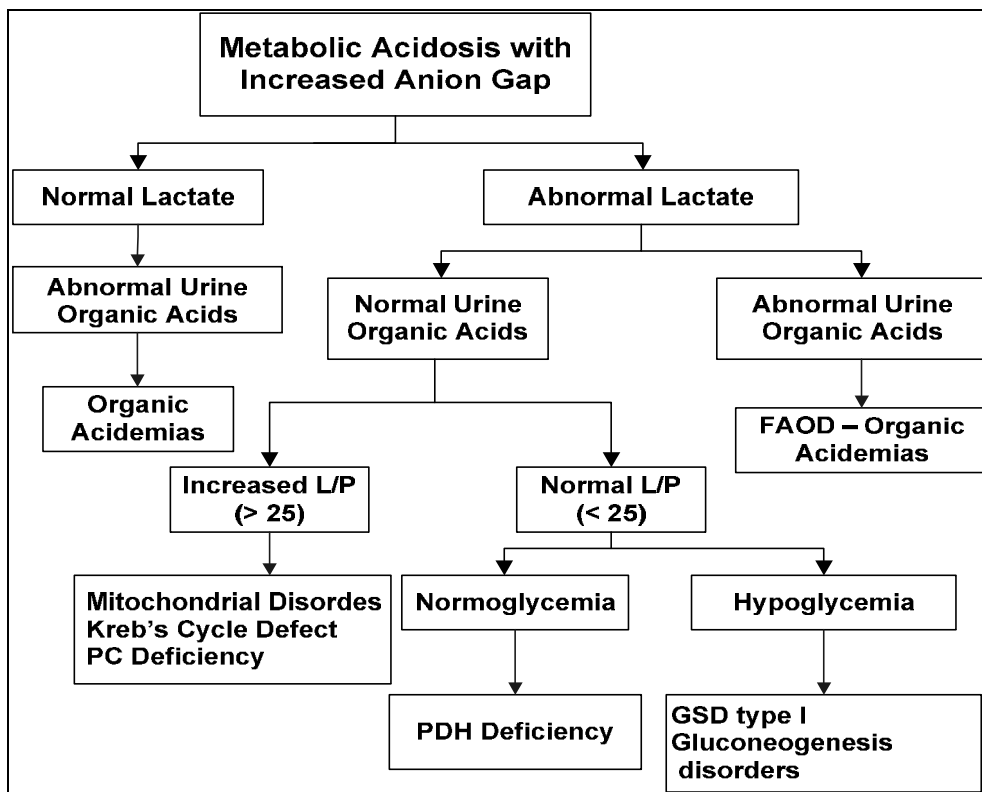 Metabolic Acidosis with
Increased Anion Gap
Normal Lactate
Abnormal Lactate
Abnormal Urine
Organic Acids
Normal Urine
Organic Acids
Abnormal Urine
Organic Acids
Organic
Acidemias
FAOD – Organic
Acidemias
Increased L/P
(> 25)
Normal L/P
(< 25)
Mitochondrial Disordes
Kreb's Cycle Defect
PC Deficiency
Normoglycemia
Hypoglycemia
PDH Deficiency
GSD type I
Gluconeogenesis
disorders